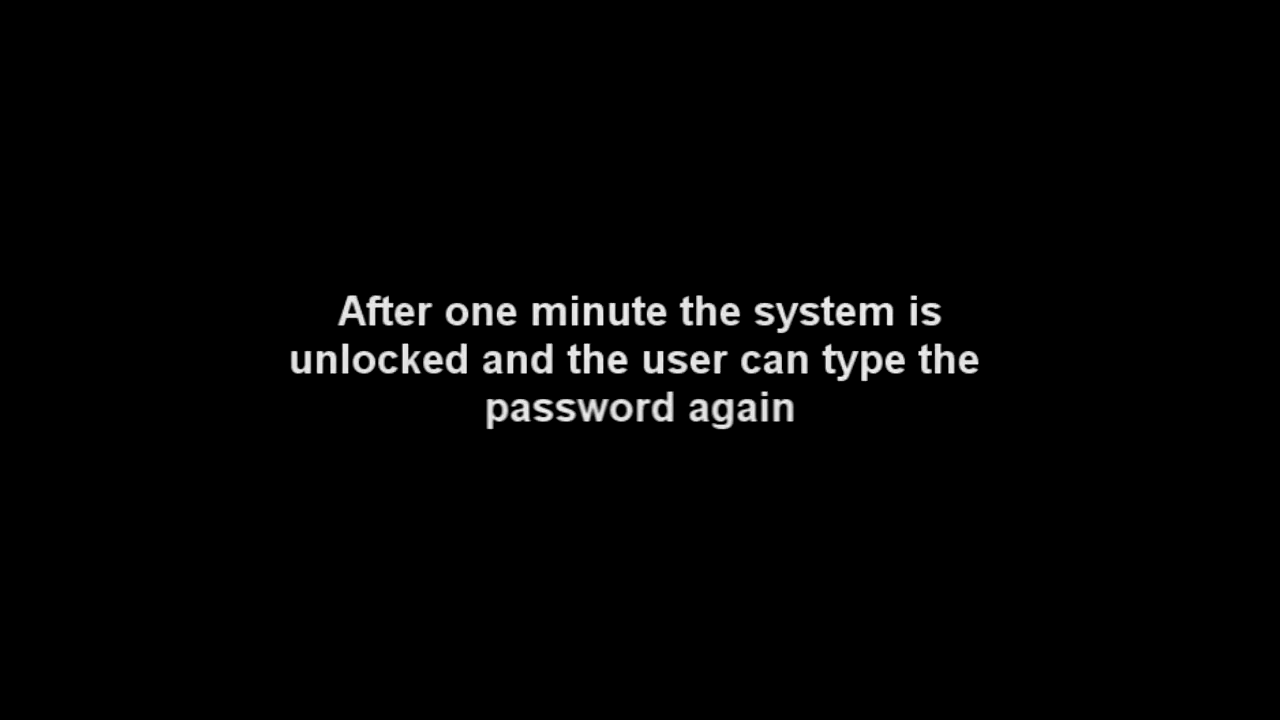 After one minute the system is
unlocked and the user can type the
password again